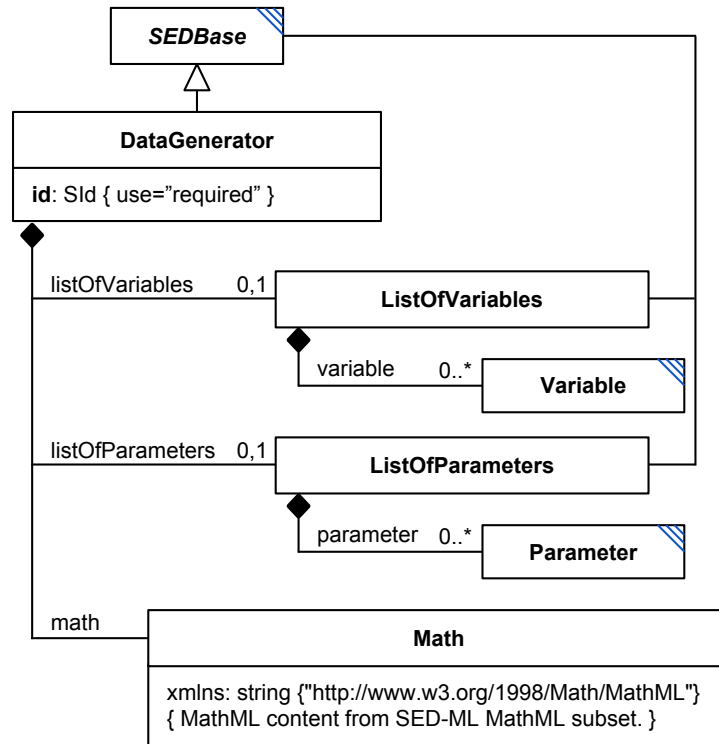 SEDBase
DataGenerator
id: SId { use=”required” }
listOfVariables 0,1
ListOfVariables
variable 0..*
Variable
listOfParameters 0,1
ListOfParameters
parameter 0..*
Parameter
math
Math
xmlns: string {"http://www.w3.org/1998/Math/MathML"}
{ MathML content from SED-ML MathML subset. }